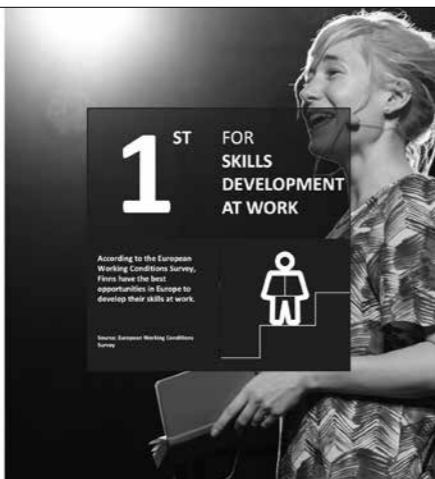 1ST FOR
SKILLS
DEVELOPMENT
AT WORK
According to the European
Working Conditions Survey,
Finns have the best
opportunities in Europe to
develop their skills at work.
Source: European Working Conditions
Survey